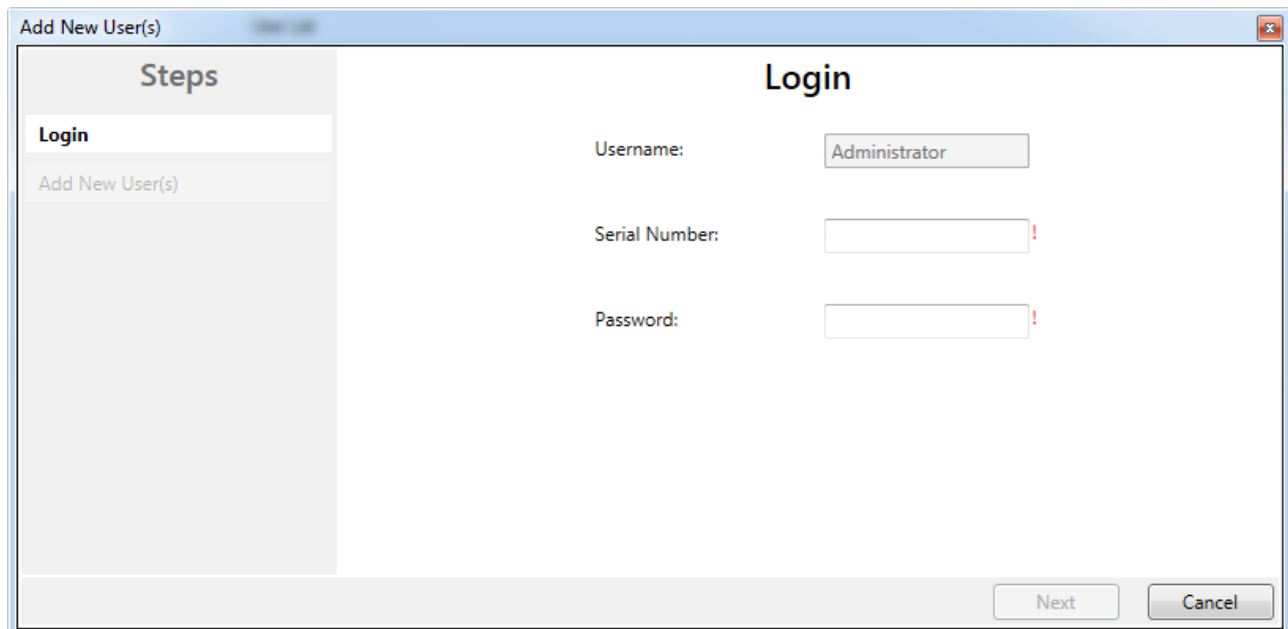 Add New User(s)
Steps
Login
Add New User(s)
Login
Username:
Administrator
Serial Number:
!
Password:
!
Next
Cancel